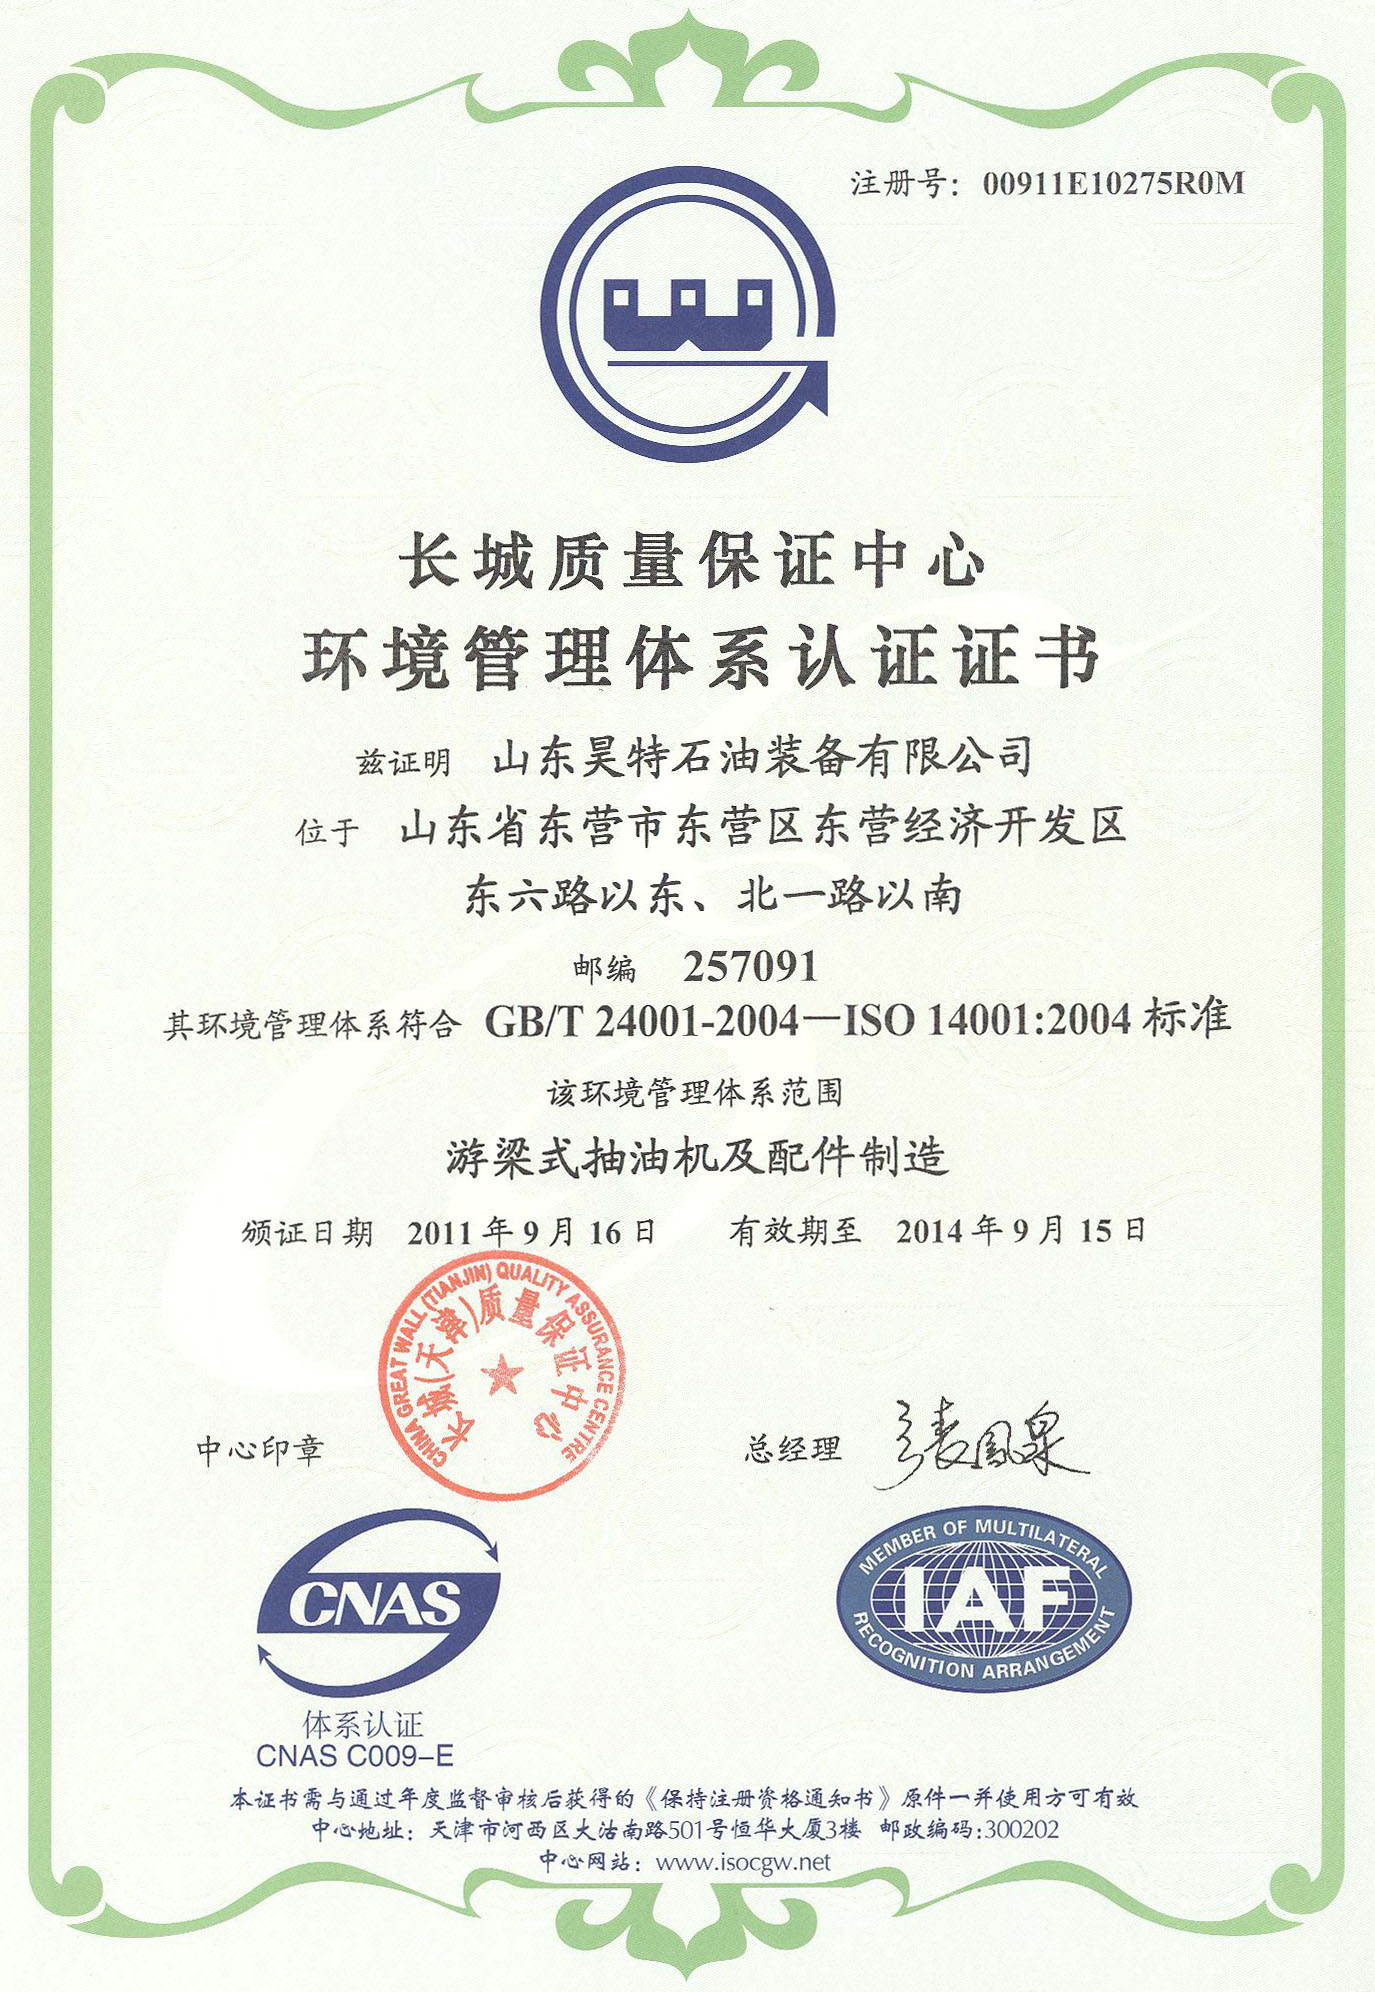 注册号：00911E10275R0M
长城质量保证中心
环境管理体系认证证书
兹证明 山东昊特石油装备有限公司
位于 山东省东营市东营区东营经济开发区
东六路以东、北一路以南
邮编 257091
其环境管理体系符合 GB/T 24001-2004—ISO 14001:2004 标准
该环境管理体系范围
游梁式抽油机及配件制造
颁证日期 2011 年 9 月 16 日 有效期至 2014 年 9 月 15 日
CHINA GREAT WALL (TIANJIN) QUALITY ASSURANCE CENTRE
长城(天津)质量保证中心
中心印章
总经理
CNAS
MEMBER OF MULTILATERAL
IAF
RECOGNITION ARRANGEMENT
体系认证
CNAS C009-E
本证书需与通过年度监督审核后获得的《保持注册资格通知书》原件一并使用方可有效
中心地址：天津市河西区大沽南路501号恒华大厦3楼 邮政编码:300202
中心网站：www.isocgw.net